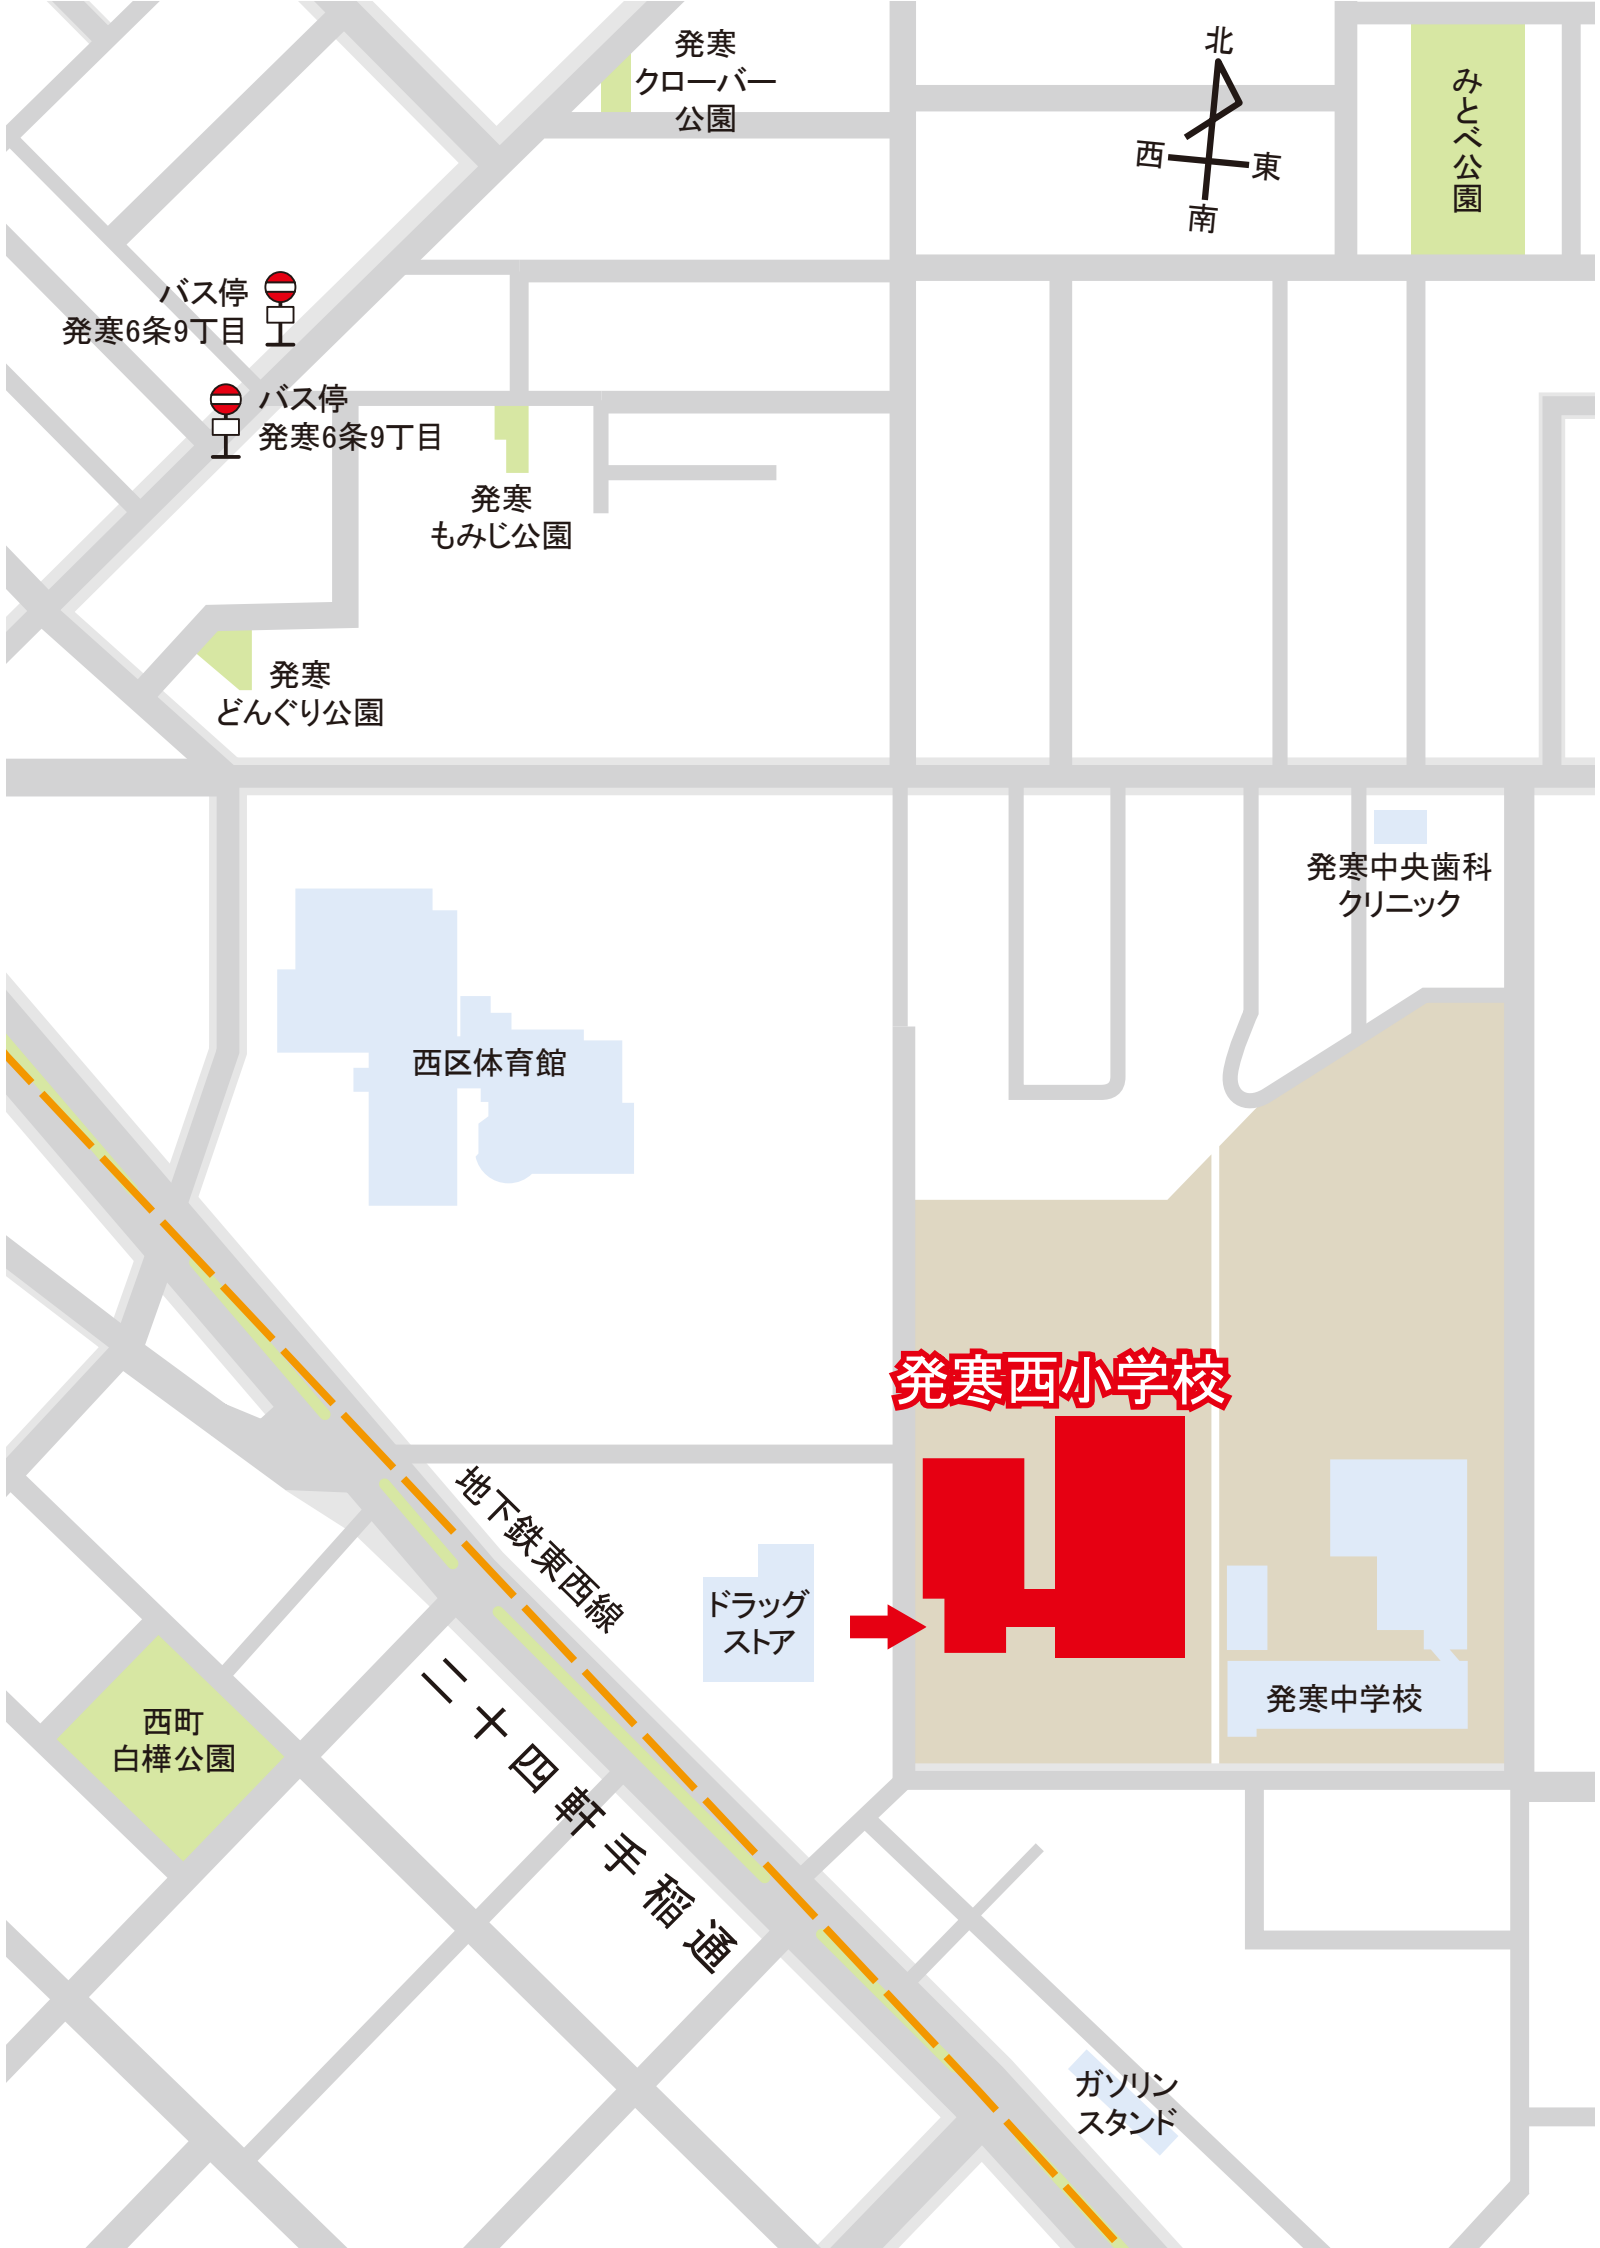 発寒
クローバー
公園
北
西
東
南
みとべ公園
バス停
発寒6条9丁目
バス停
発寒6条9丁目
発寒
もみじ公園
発寒
どんぐり公園
発寒中央歯科
クリニック
西区体育館
発寒西小学校
地下鉄東西線
ドラッグ
ストア
二十四軒手稲通
発寒中学校
西町
白樺公園
ガソリン
スタンド